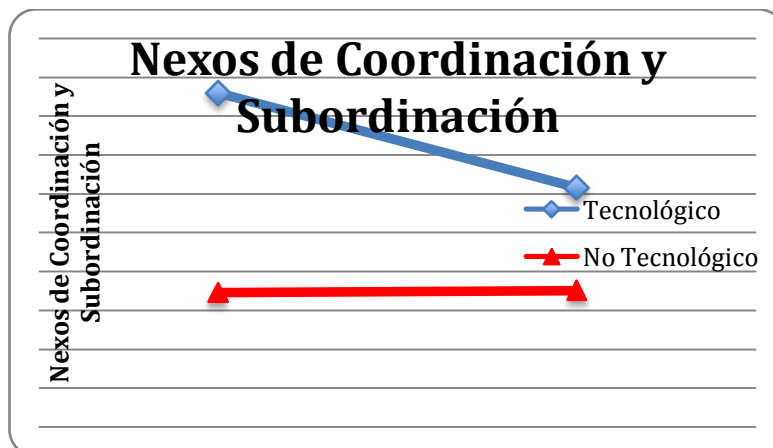 Nexos de Coordinación y
Subordinación
Nexos de Coordinación y
Subordinación
Tecnológico
No Tecnológico